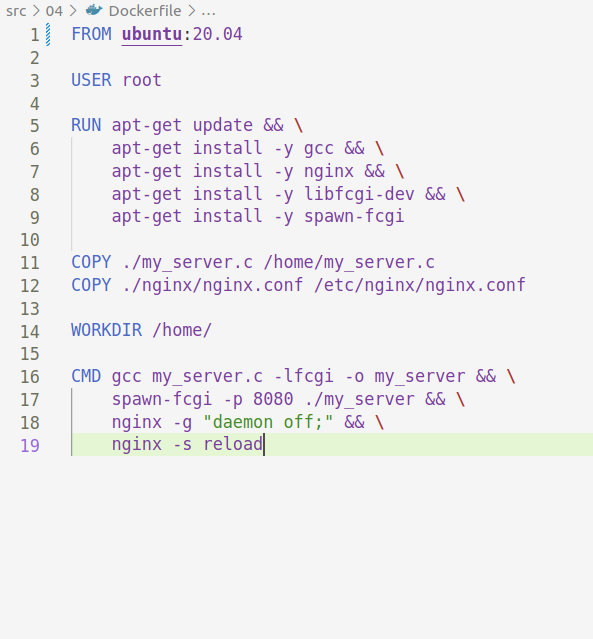 src > 04 > Dockerfile > ...
1 FROM ubuntu:20.04
2
3 USER root
4
5 RUN apt-get update && \
6     apt-get install -y gcc && \
7     apt-get install -y nginx && \
8     apt-get install -y libfcgi-dev && \
9     apt-get install -y spawn-fcgi
10
11 COPY ./my_server.c /home/my_server.c
12 COPY ./nginx/nginx.conf /etc/nginx/nginx.conf
13
14 WORKDIR /home/
15
16 CMD gcc my_server.c -lfcgi -o my_server && \
17     spawn-fcgi -p 8080 ./my_server && \
18     nginx -g "daemon off;" && \
19     nginx -s reload